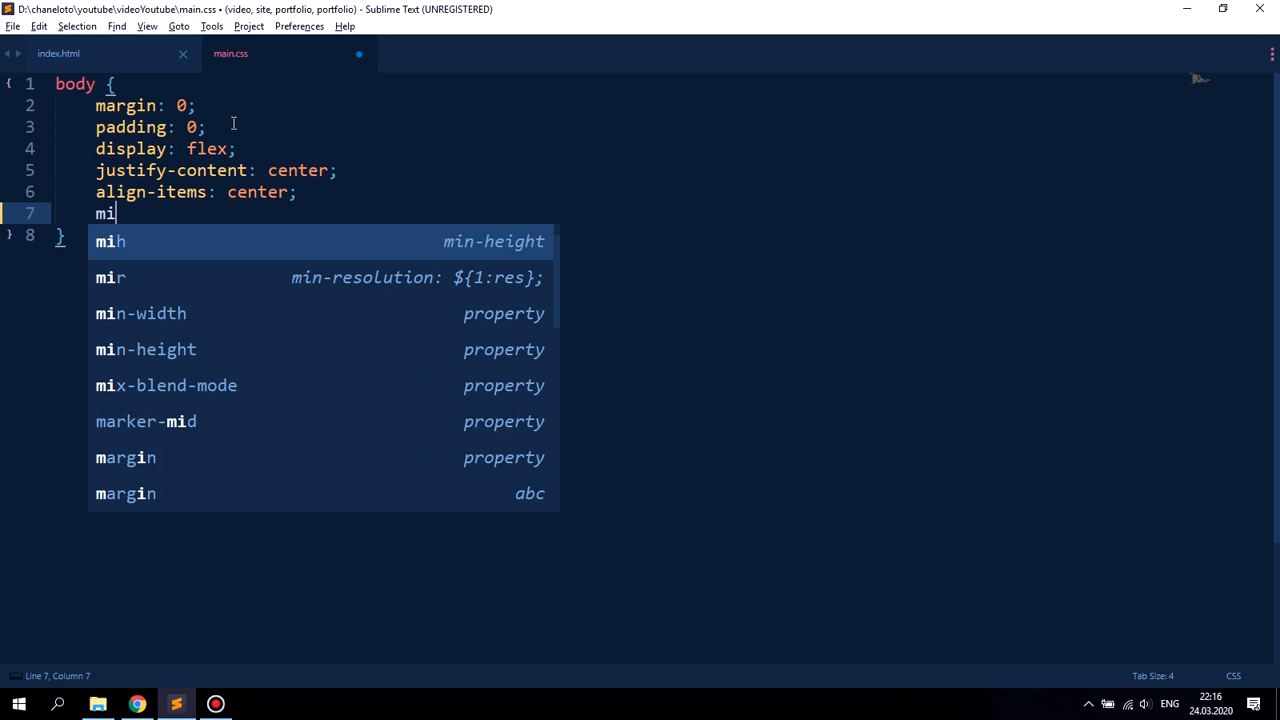 D:\chaneloto\youtube\videoYoutube\main.css • (video, site, portfolio, portfolio) - Sublime Text (UNREGISTERED)
File Edit Selection Find View Goto Tools Project Preferences Help
index.html main.css
{ 1 body {
2 margin: 0;
3 padding: 0;
4 display: flex;
5 justify-content: center;
6 align-items: center;
7 mi
} 8 }
mih min-height
mir min-resolution: ${1:res};
min-width property
min-height property
mix-blend-mode property
marker-mid property
margin property
margin abc
Line 7, Column 7 Tab Size: 4 CSS
ENG 22:16
24.03.2020